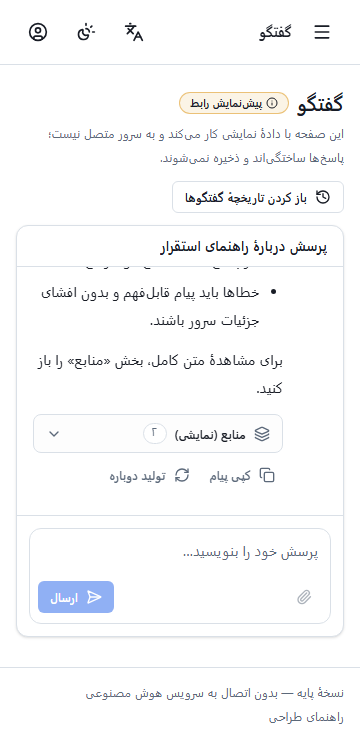 گفتگو
گفتگو
پیش‌نمایش رابط
این صفحه با دادهٔ نمایشی کار می‌کند و به سرور متصل نیست؛
پاسخ‌ها ساختگی‌اند و ذخیره نمی‌شوند.
باز کردن تاریخچهٔ گفتگوها
پرسش دربارهٔ راهنمای استقرار
خطاها باید پیام قابل‌فهم و بدون افشای
جزئیات سرور باشند.
برای مشاهدهٔ متن کامل، بخش «منابع» را باز
کنید.
منابع (نمایشی) ۲
کپی پیام
تولید دوباره
پرسش خود را بنویسید...
ارسال
نسخهٔ پایه — بدون اتصال به سرویس هوش مصنوعی
راهنمای طراحی